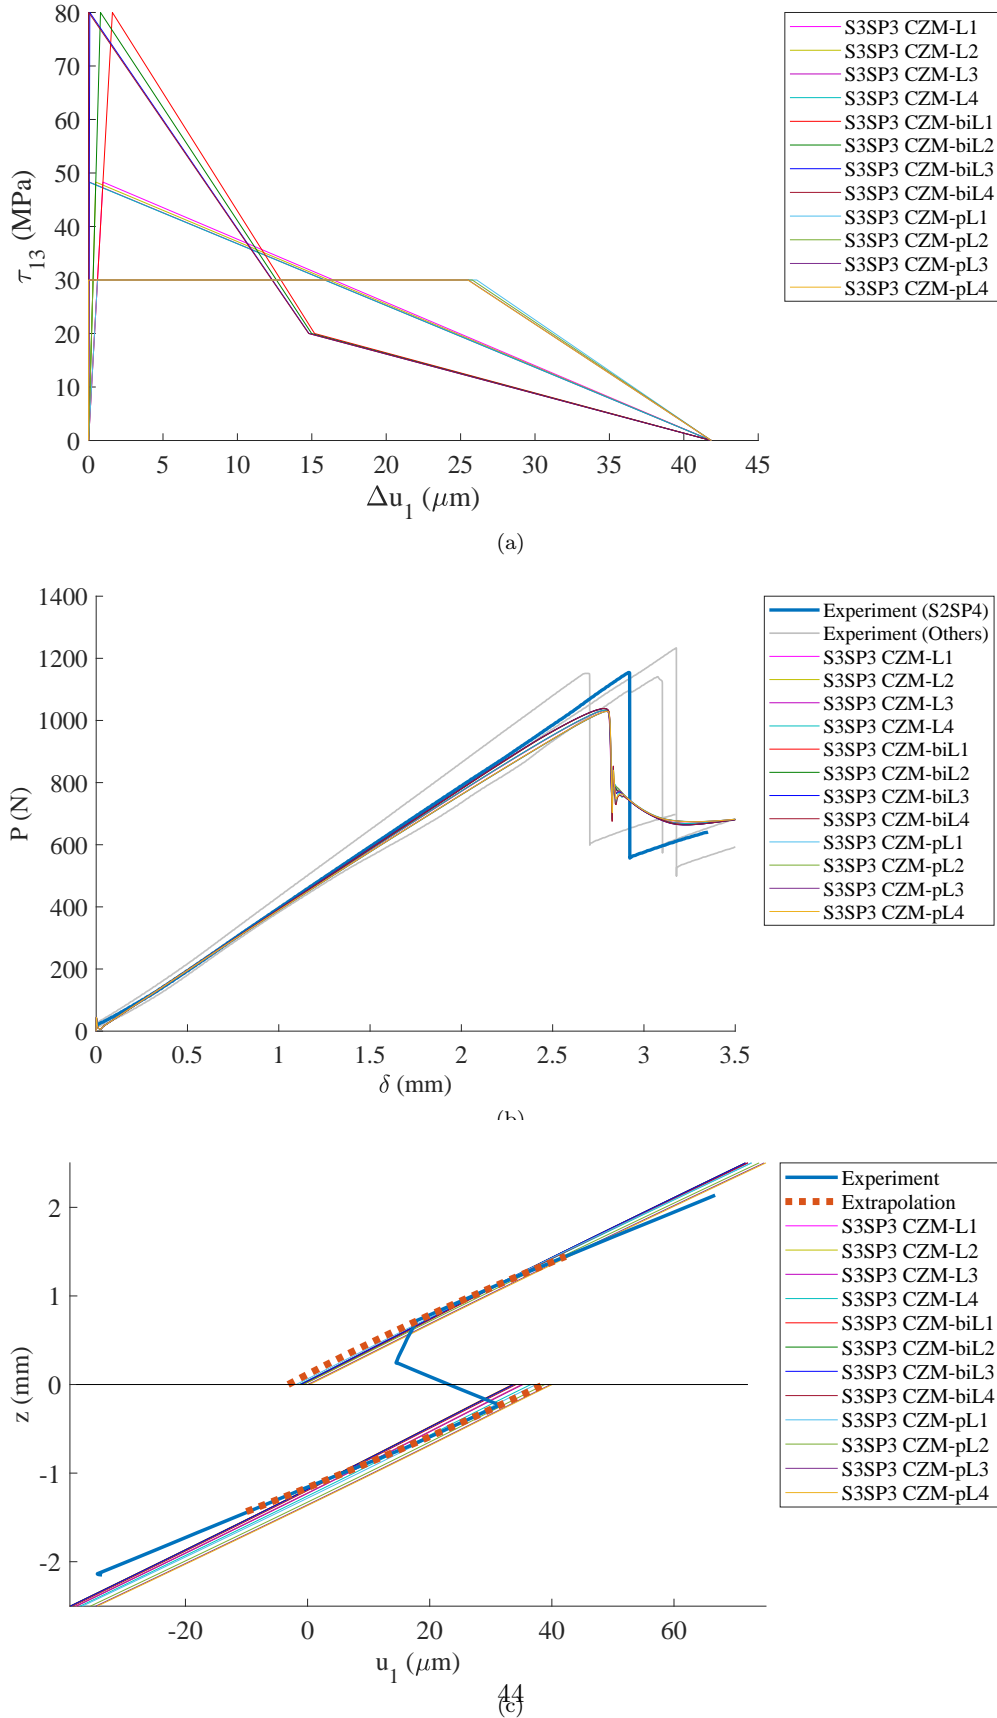 80
70
60
50
40
30
20
10
0
τ13 (MPa)
0 5 10 15 20 25 30 35 40 45
Δu1 (μm)
S3SP3 CZM-L1
S3SP3 CZM-L2
S3SP3 CZM-L3
S3SP3 CZM-L4
S3SP3 CZM-biL1
S3SP3 CZM-biL2
S3SP3 CZM-biL3
S3SP3 CZM-biL4
S3SP3 CZM-pL1
S3SP3 CZM-pL2
S3SP3 CZM-pL3
S3SP3 CZM-pL4
(a)
1400
1200
1000
800
600
400
200
0
P (N)
0 0.5 1 1.5 2 2.5 3 3.5
δ (mm)
Experiment (S2SP4)
Experiment (Others)
S3SP3 CZM-L1
S3SP3 CZM-L2
S3SP3 CZM-L3
S3SP3 CZM-L4
S3SP3 CZM-biL1
S3SP3 CZM-biL2
S3SP3 CZM-biL3
S3SP3 CZM-biL4
S3SP3 CZM-pL1
S3SP3 CZM-pL2
S3SP3 CZM-pL3
S3SP3 CZM-pL4
(b)
2
1
0
-1
-2
z (mm)
-20 0 20 40 60
u1 (μm)
Experiment
Extrapolation
S3SP3 CZM-L1
S3SP3 CZM-L2
S3SP3 CZM-L3
S3SP3 CZM-L4
S3SP3 CZM-biL1
S3SP3 CZM-biL2
S3SP3 CZM-biL3
S3SP3 CZM-biL4
S3SP3 CZM-pL1
S3SP3 CZM-pL2
S3SP3 CZM-pL3
S3SP3 CZM-pL4
44
(c)